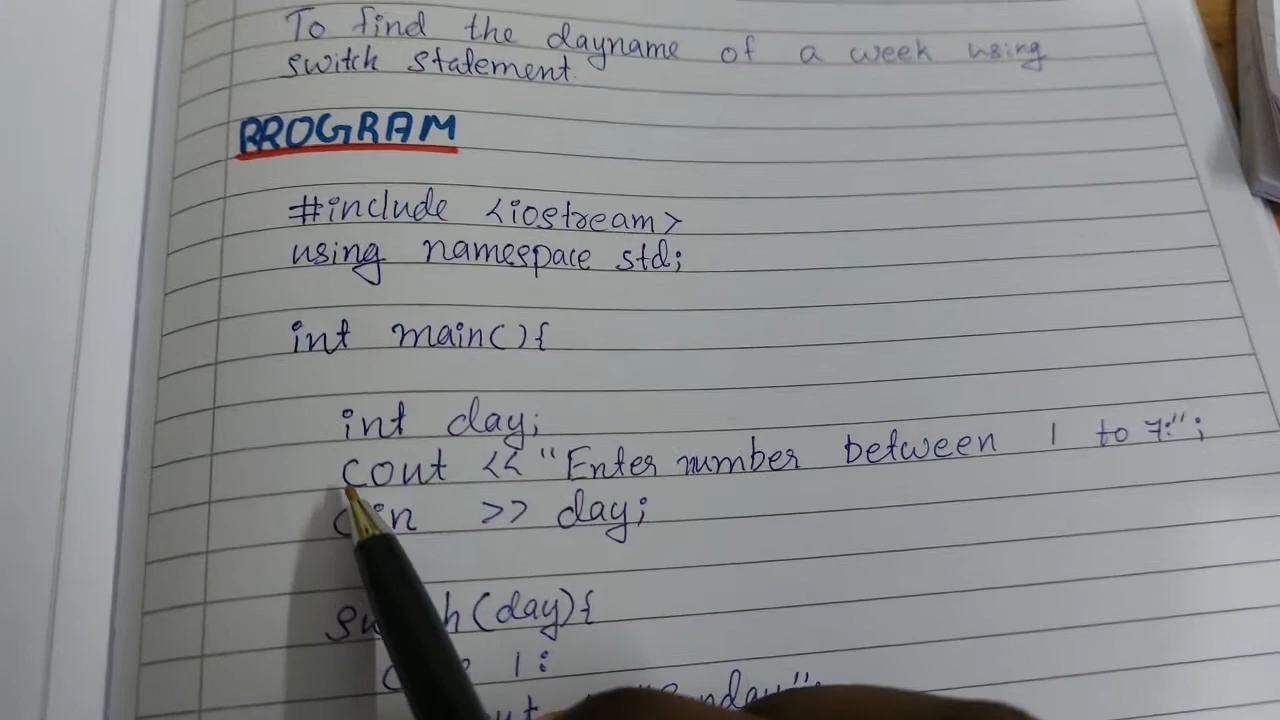 To find the dayname of a week using
switch statement.
PROGRAM
#include <iostream>
using namespace std;
int main(){
int day;
cout << "Enter number between 1 to 7:";
cin >> day;
(day){
1: